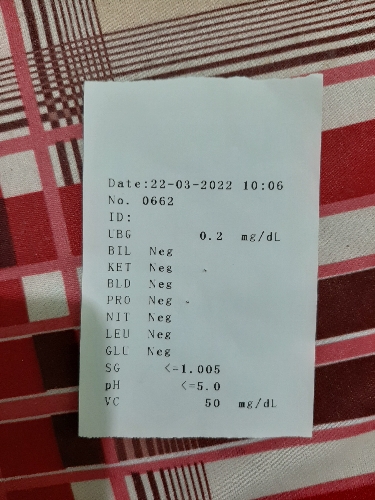 Date:22-03-2022 10:06
No. 0662
ID:
UBG 0.2 mg/dL
BIL Neg
KET Neg
BLD Neg
PRO Neg
NIT Neg
LEU Neg
GLU Neg
SG <=1.005
pH <=5.0
VC 50 mg/dL